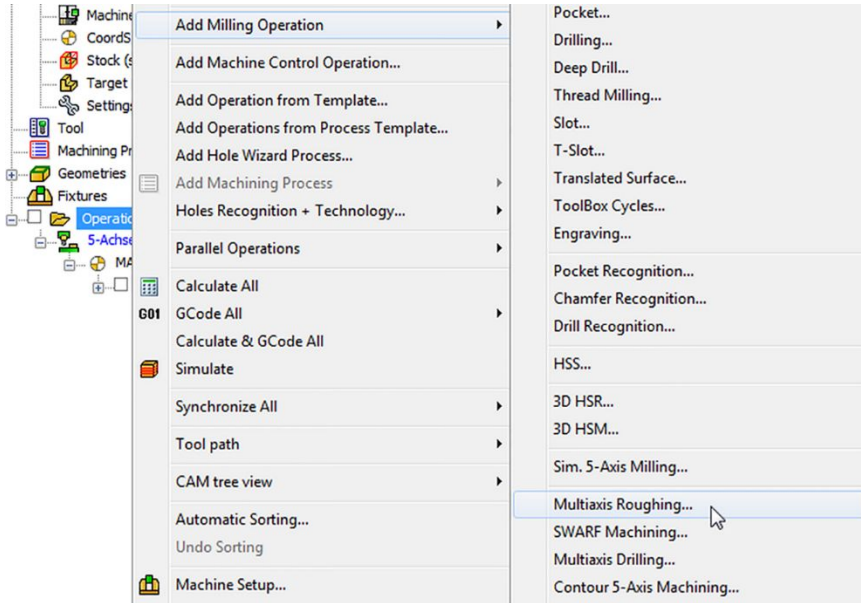 Machine
CoordS
Stock (s
Target
Settings
Tool
Machining Pr
Geometries
Fixtures
Operatio
5-Achse
MA
Add Milling Operation
Add Machine Control Operation...
Add Operation from Template...
Add Operations from Process Template...
Add Hole Wizard Process...
Add Machining Process
Holes Recognition + Technology...
Parallel Operations
Calculate All
G01 GCode All
Calculate & GCode All
Simulate
Synchronize All
Tool path
CAM tree view
Automatic Sorting...
Undo Sorting
Machine Setup...
Pocket...
Drilling...
Deep Drill...
Thread Milling...
Slot...
T-Slot...
Translated Surface...
ToolBox Cycles...
Engraving...
Pocket Recognition...
Chamfer Recognition...
Drill Recognition...
HSS...
3D HSR...
3D HSM...
Sim. 5-Axis Milling...
Multiaxis Roughing...
SWARF Machining...
Multiaxis Drilling...
Contour 5-Axis Machining...